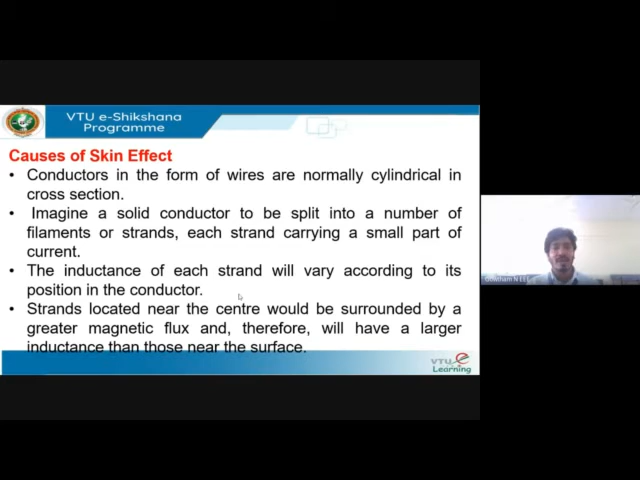 VTU e-Shikshana
Programme
Causes of Skin Effect
• Conductors in the form of wires are normally cylindrical in
cross section.
• Imagine a solid conductor to be split into a number of
filaments or strands, each strand carrying a small part of
current.
• The inductance of each strand will vary according to its
position in the conductor.
• Strands located near the centre would be surrounded by a
greater magnetic flux and, therefore, will have a larger
inductance than those near the surface.
VTU e
Learning
Gowtham N EEE